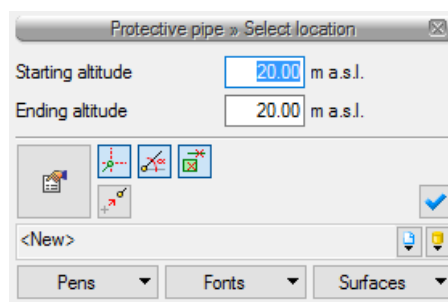 Protective pipe » Select location
Starting altitude 20.00 m a.s.l.
Ending altitude 20.00 m a.s.l.
<New>
Pens Fonts Surfaces